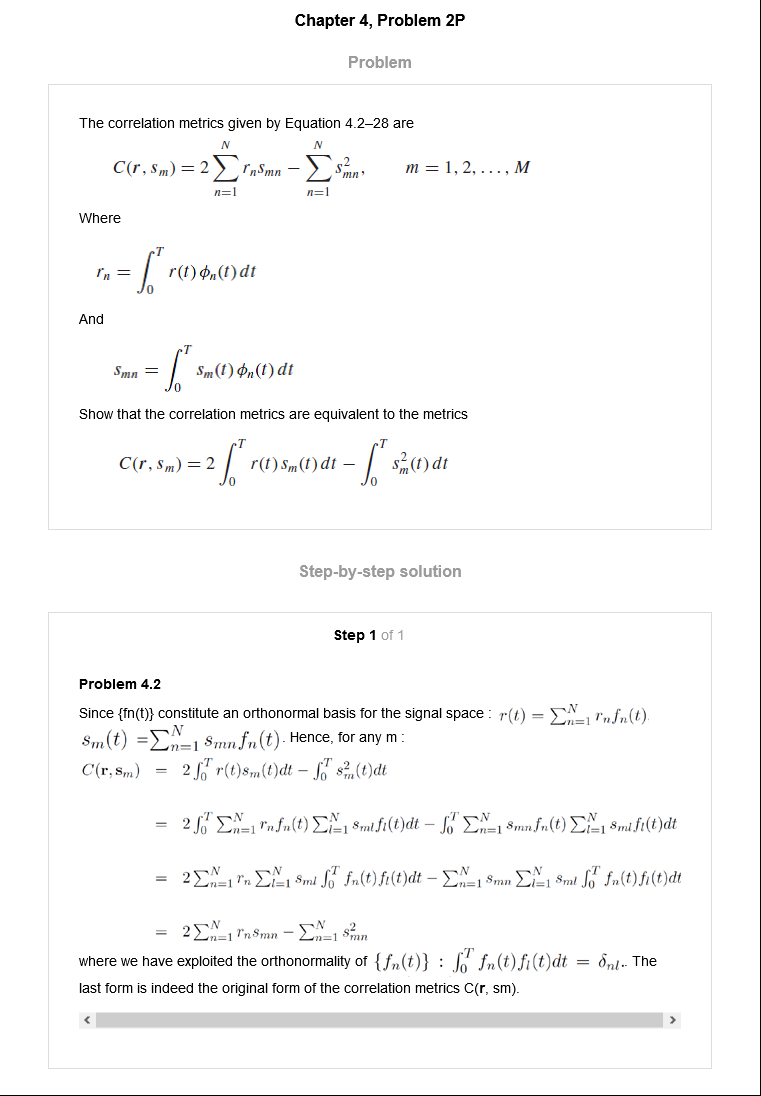 Chapter 4, Problem 2P
Problem
The correlation metrics given by Equation 4.2–28 are
$C(\boldsymbol{r}, \boldsymbol{s}_m) = 2 \sum_{n=1}^{N} r_n s_{mn} - \sum_{n=1}^{N} s_{mn}^2, \qquad m = 1, 2, \ldots, M$
Where
$r_n = \int_0^T r(t) \phi_n(t) \, dt$
And
$s_{mn} = \int_0^T s_m(t) \phi_n(t) \, dt$
Show that the correlation metrics are equivalent to the metrics
$C(\boldsymbol{r}, \boldsymbol{s}_m) = 2 \int_0^T r(t) s_m(t) \, dt - \int_0^T s_m^2(t) \, dt$
Step-by-step solution
Step 1 of 1
Problem 4.2
Since {fn(t)} constitute an orthonormal basis for the signal space : $r(t) = \sum_{n=1}^{N} r_n f_n(t)$.
$s_m(t) = \sum_{n=1}^{N} s_{mn} f_n(t)$. Hence, for any m :
$C(\mathbf{r}, \mathbf{s}_m) = 2 \int_0^T r(t) s_m(t) dt - \int_0^T s_m^2(t) dt$
$= 2 \int_0^T \sum_{n=1}^{N} r_n f_n(t) \sum_{l=1}^{N} s_{ml} f_l(t) dt - \int_0^T \sum_{n=1}^{N} s_{mn} f_n(t) \sum_{l=1}^{N} s_{ml} f_l(t) dt$
$= 2 \sum_{n=1}^{N} r_n \sum_{l=1}^{N} s_{ml} \int_0^T f_n(t) f_l(t) dt - \sum_{n=1}^{N} s_{mn} \sum_{l=1}^{N} s_{ml} \int_0^T f_n(t) f_l(t) dt$
$= 2 \sum_{n=1}^{N} r_n s_{mn} - \sum_{n=1}^{N} s_{mn}^2$
where we have exploited the orthonormality of $\{f_n(t)\} : \int_0^T f_n(t) f_l(t) dt = \delta_{nl}$.. The
last form is indeed the original form of the correlation metrics C(r, sm).